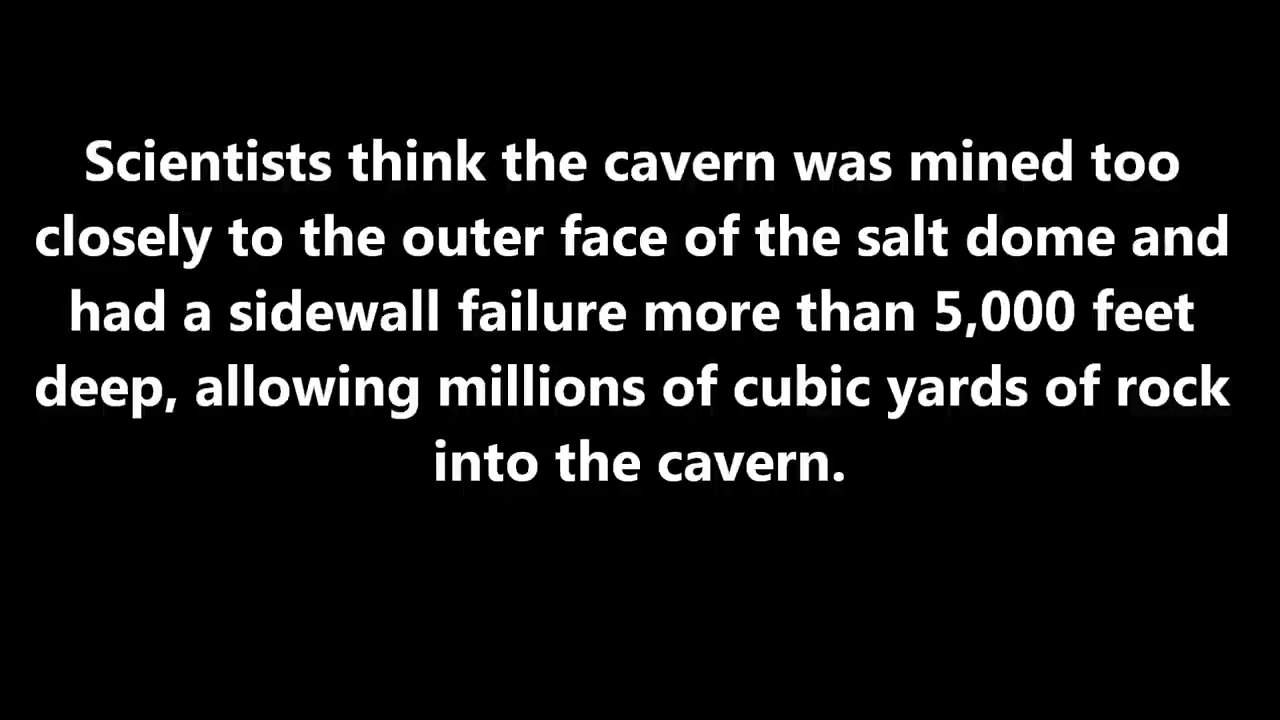 Scientists think the cavern was mined too
closely to the outer face of the salt dome and
had a sidewall failure more than 5,000 feet
deep, allowing millions of cubic yards of rock
into the cavern.